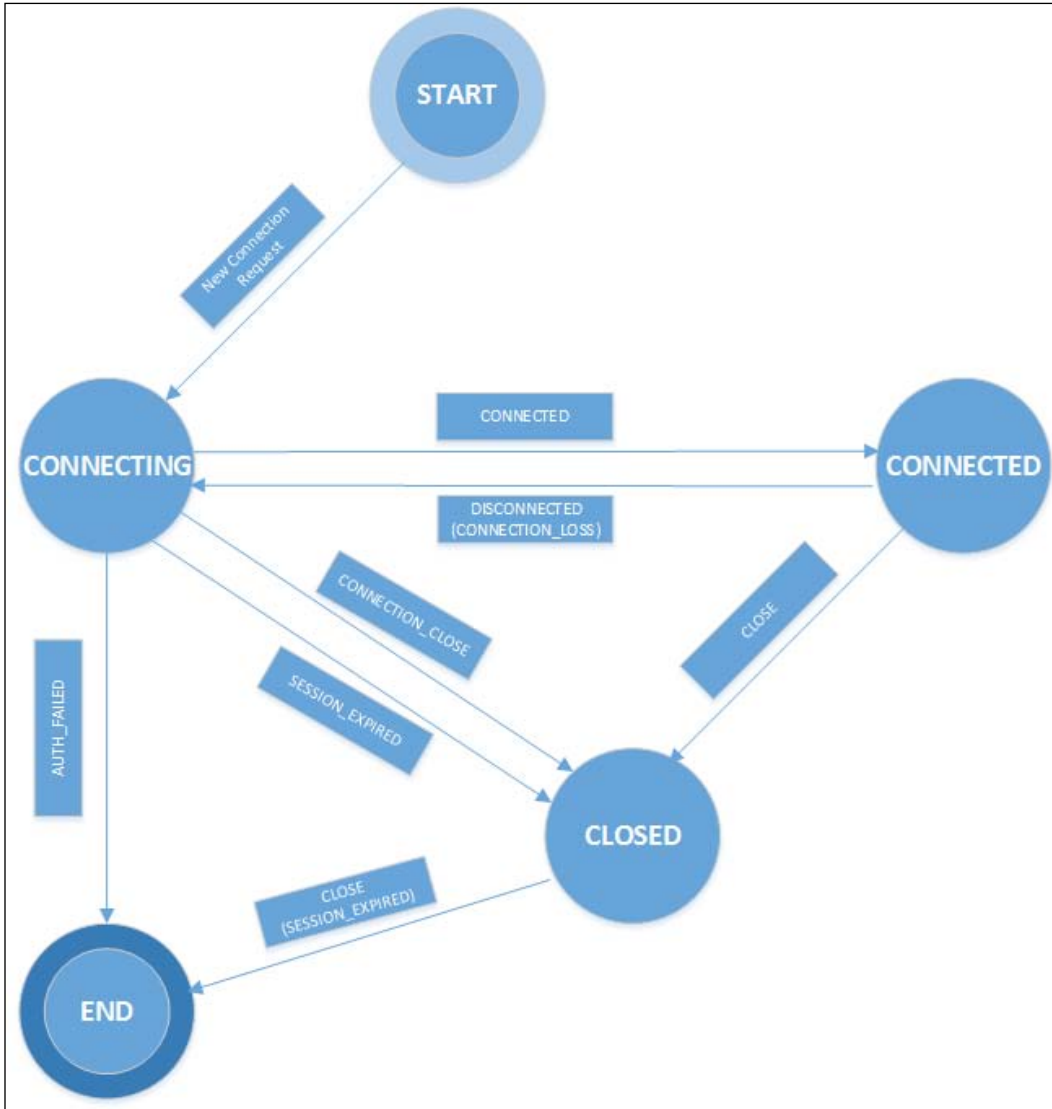 START
New Connection
Request
CONNECTED
CONNECTING
CONNECTED
DISCONNECTED
(CONNECTION_LOSS)
CONNECTION_CLOSE
CLOSE
SESSION_EXPIRED
AUTH_FAILED
CLOSED
CLOSE
(SESSION_EXPIRED)
END